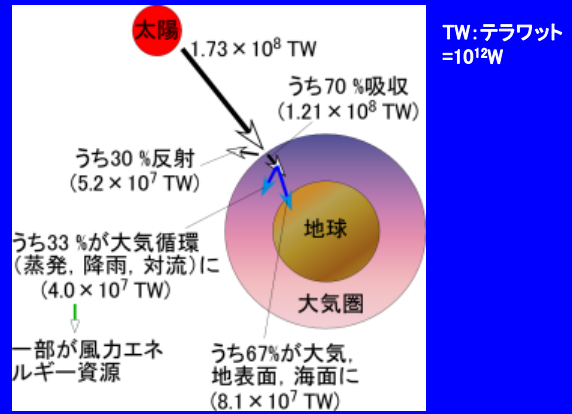 太陽
1.73×10⁸ TW
TW:テラワット
=10¹²W
うち70 %吸収
(1.21×10⁸ TW)
うち30 %反射
(5.2×10⁷ TW)
地球
大気圏
うち33 %が大気循環
(蒸発, 降雨, 対流)に
(4.0×10⁷ TW)
一部が風力エネ
ルギー資源
うち67%が大気,
地表面, 海面に
(8.1×10⁷ TW)